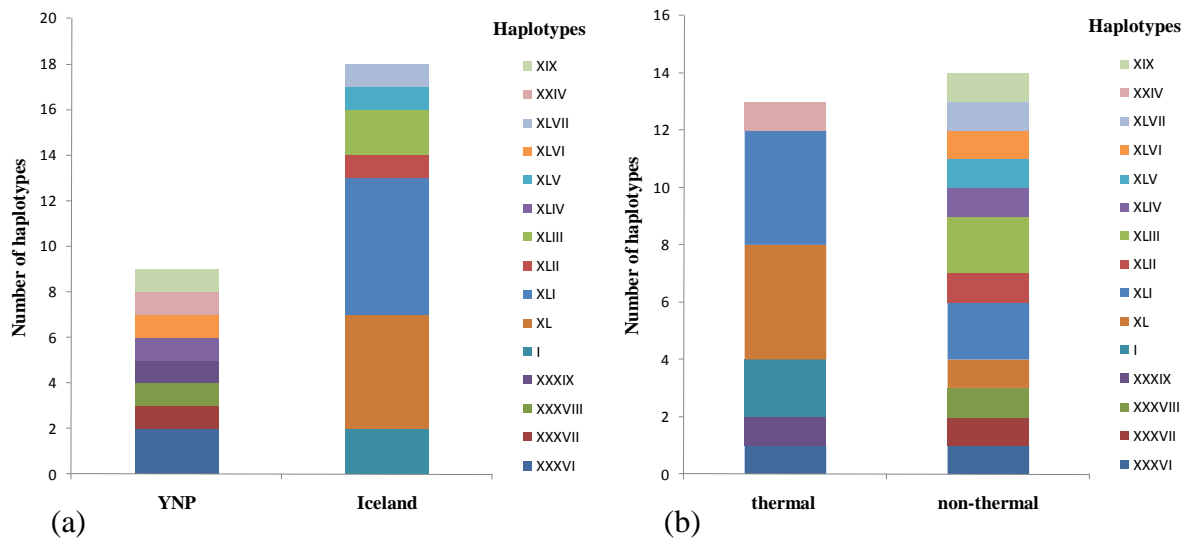 Number of haplotypes
20
18
16
14
12
10
8
6
4
2
0
YNP
Iceland
Haplotypes
XIX
XXIV
XLVII
XLVI
XLV
XLIV
XLIII
XLII
XLI
XL
I
XXXIX
XXXVIII
XXXVII
XXXVI
(a)
Number of haplotypes
16
14
12
10
8
6
4
2
0
thermal
non-thermal
Haplotypes
XIX
XXIV
XLVII
XLVI
XLV
XLIV
XLIII
XLII
XLI
XL
I
XXXIX
XXXVIII
XXXVII
XXXVI
(b)